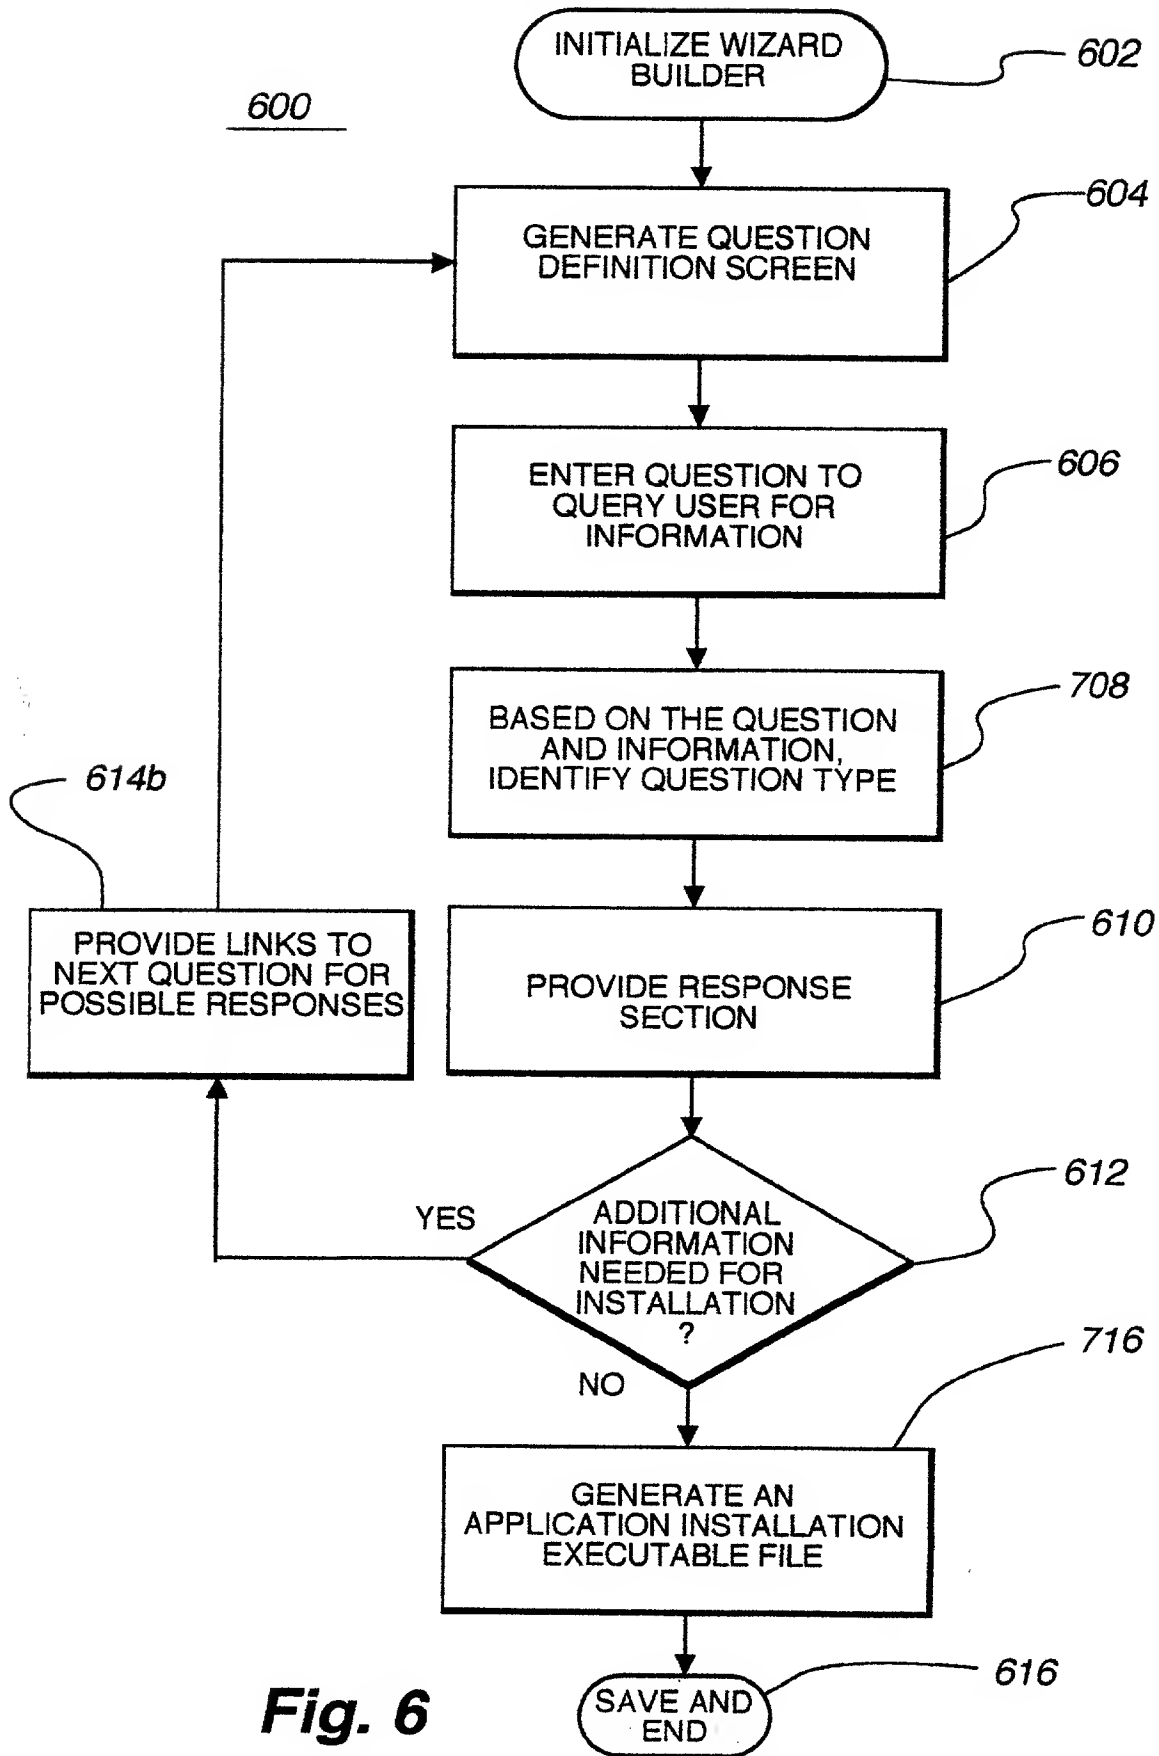 INITIALIZE WIZARD
BUILDER
602
600
604
GENERATE QUESTION
DEFINITION SCREEN
606
ENTER QUESTION TO
QUERY USER FOR
INFORMATION
708
BASED ON THE QUESTION
AND INFORMATION,
IDENTIFY QUESTION TYPE
614b
PROVIDE LINKS TO
NEXT QUESTION FOR
POSSIBLE RESPONSES
610
PROVIDE RESPONSE
SECTION
612
YES
ADDITIONAL
INFORMATION
NEEDED FOR
INSTALLATION
?
716
NO
GENERATE AN
APPLICATION INSTALLATION
EXECUTABLE FILE
616
SAVE AND
END
Fig. 6